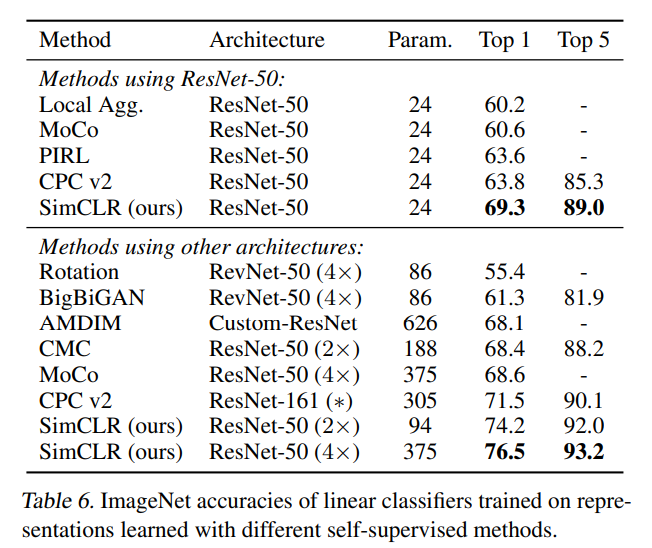 Method Architecture Param. Top 1 Top 5
Methods using ResNet-50:
Local Agg. ResNet-50 24 60.2 -
MoCo ResNet-50 24 60.6 -
PIRL ResNet-50 24 63.6 -
CPC v2 ResNet-50 24 63.8 85.3
SimCLR (ours) ResNet-50 24 69.3 89.0
Methods using other architectures:
Rotation RevNet-50 (4×) 86 55.4 -
BigBiGAN RevNet-50 (4×) 86 61.3 81.9
AMDIM Custom-ResNet 626 68.1 -
CMC ResNet-50 (2×) 188 68.4 88.2
MoCo ResNet-50 (4×) 375 68.6 -
CPC v2 ResNet-161 (∗) 305 71.5 90.1
SimCLR (ours) ResNet-50 (2×) 94 74.2 92.0
SimCLR (ours) ResNet-50 (4×) 375 76.5 93.2
Table 6. ImageNet accuracies of linear classifiers trained on repre-
sentations learned with different self-supervised methods.